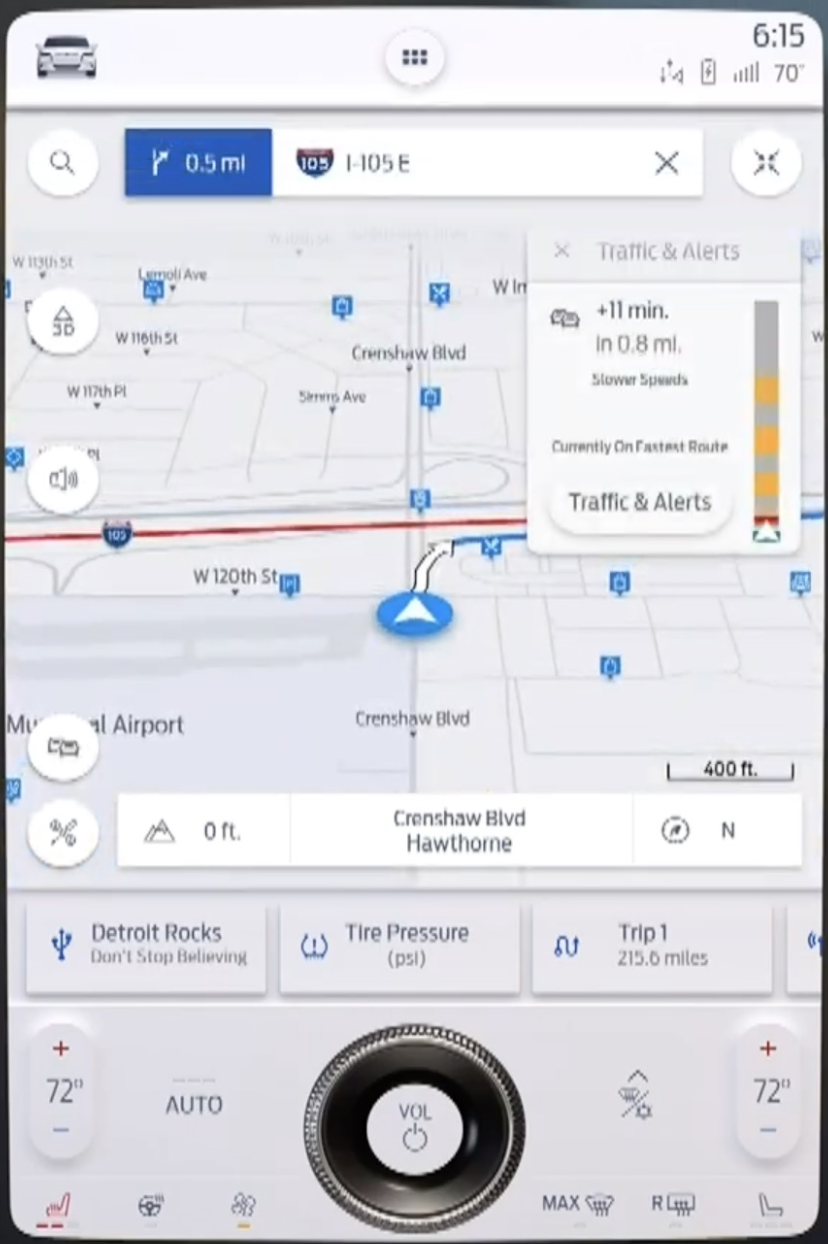 6:15
70°
0.5 mi
105
I-105 E
W 113th St
Lemoli Ave
Traffic & Alerts
W Im
3D
+11 min.
W 116th St
in 0.8 mi.
Crenshaw Blvd
Slower Speeds
W 117th Pl
Simms Ave
Currently On Fastest Route
Pl
Traffic & Alerts
105
W 120th St
Mu al Airport
Crenshaw Blvd
400 ft.
0 ft.
Crenshaw Blvd
Hawthorne
N
Detroit Rocks
Don't Stop Believing
Tire Pressure
(psi)
Trip 1
215.6 miles
72°
AUTO
VOL
72°
MAX
R